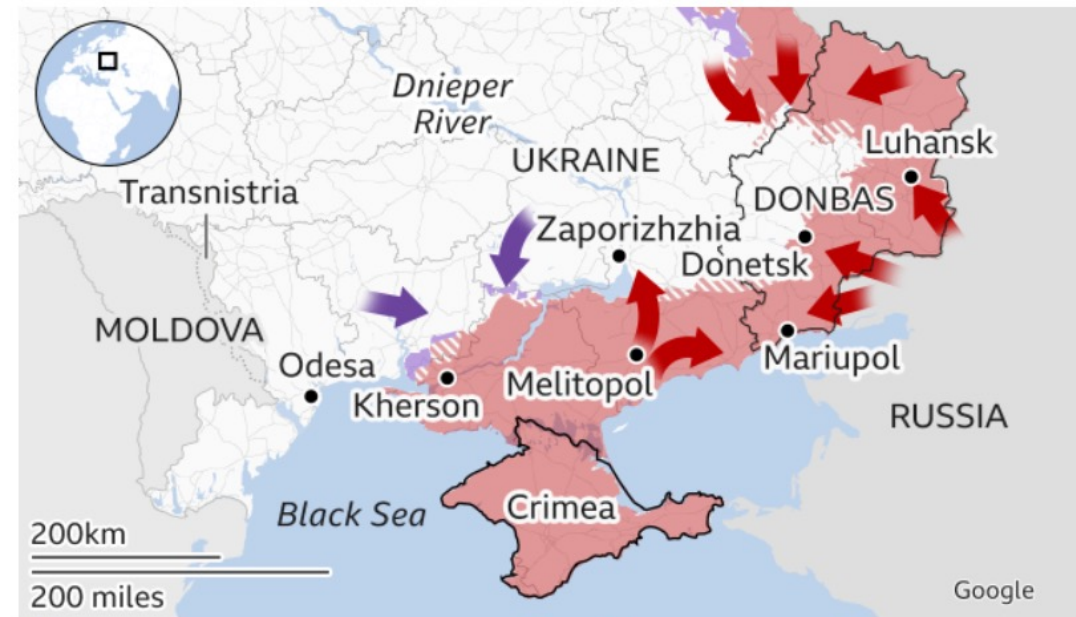 Dnieper
River
UKRAINE
Luhansk
Transnistria
DONBAS
Zaporizhzhia
Donetsk
MOLDOVA
Odesa
Mariupol
Melitopol
Kherson
RUSSIA
Crimea
Black Sea
200km
200 miles
Google